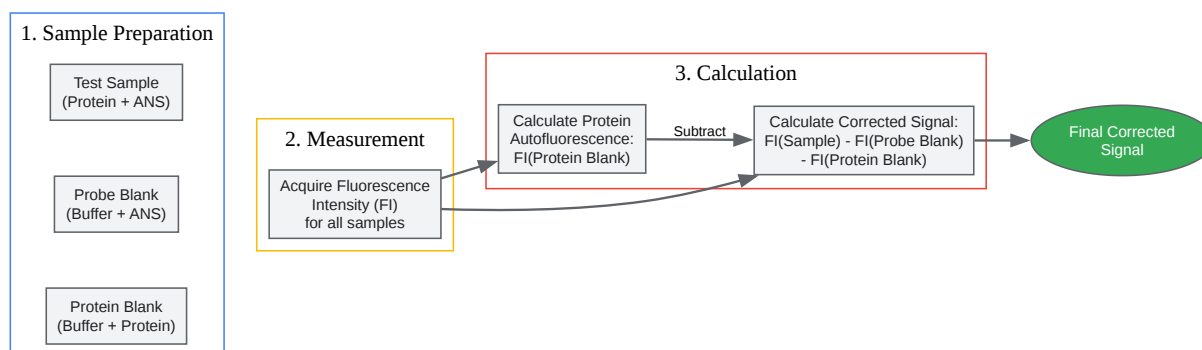 1. Sample Preparation
Test Sample
(Protein + ANS)
Probe Blank
(Buffer + ANS)
Protein Blank
(Buffer + Protein)
2. Measurement
Acquire Fluorescence
Intensity (FI)
for all samples
3. Calculation
Calculate Protein
Autofluorescence:
FI(Protein Blank)
Subtract
Calculate Corrected Signal:
FI(Sample) - FI(Probe Blank)
- FI(Protein Blank)
Final Corrected
Signal